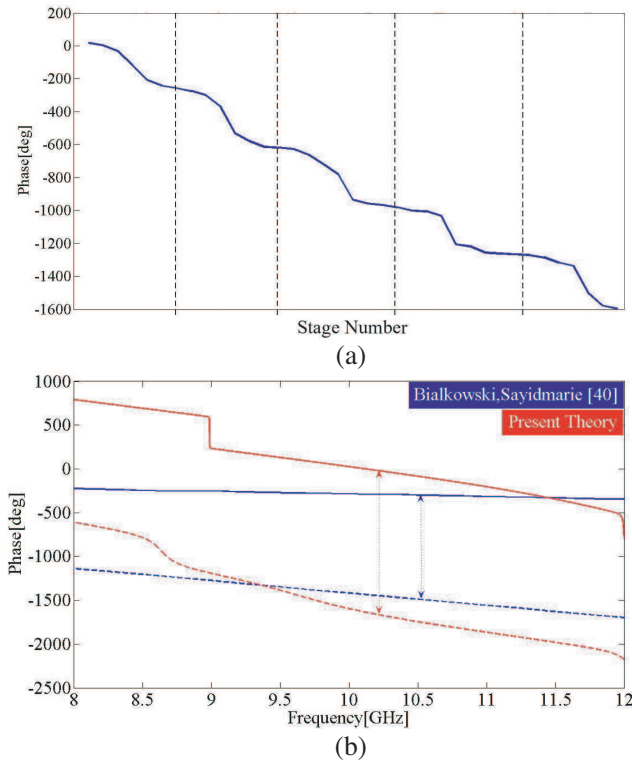 0
-200
-400
-600
-800
-1000
-1200
-1400
-1600
Phase[deg]
Stage Number
(a)
1000
500
0
-500
-1000
-1500
-2000
-2500
Phase[deg]
Bialkowski,Sayidmarie [40]
Present Theory
8 8.5 9 9.5 10 10.5 11 11.5 12
Frequency[GHz]
(b)